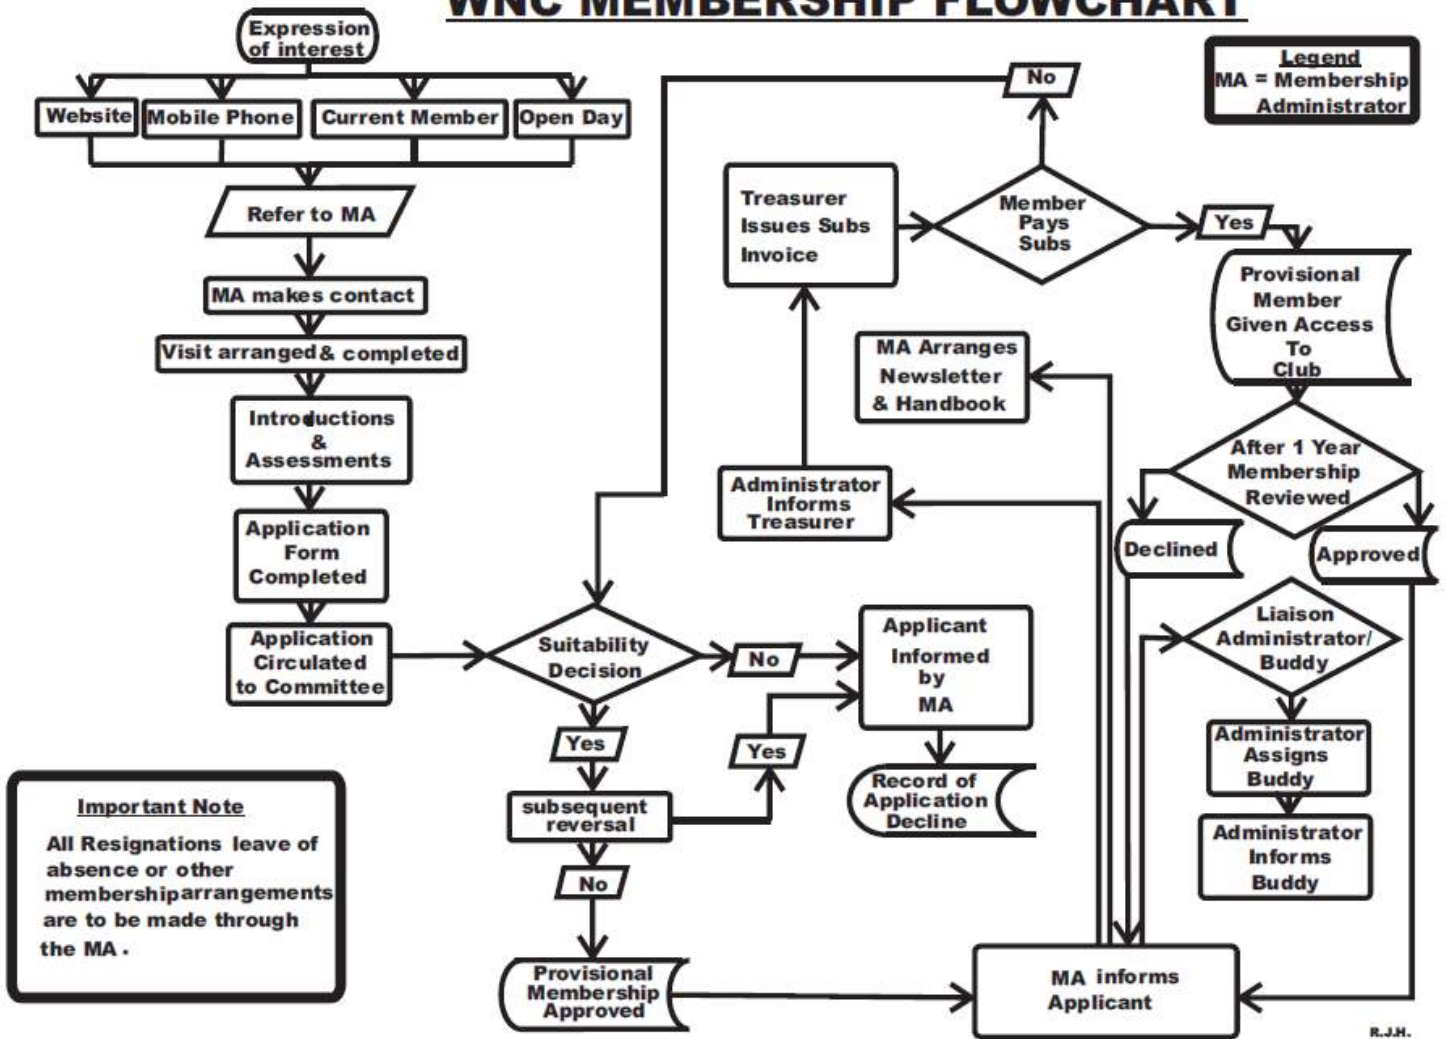 WNC MEMBERSHIP FLOWCHART
Expression
of interest
Website
Mobile Phone
Current Member
Open Day
Refer to MA
MA makes contact
Visit arranged & completed
Introductions
&
Assessments
Application
Form
Completed
Application
Circulated
to Committee
Important Note
All Resignations leave of
absence or other
membership arrangements
are to be made through
the MA .
Suitability
Decision
No
Yes
subsequent
reversal
Yes
No
Provisional
Membership
Approved
Applicant
Informed
by
MA
Record of
Application
Decline
MA informs
Applicant
Administrator
Informs
Treasurer
MA Arranges
Newsletter
& Handbook
Treasurer
Issues Subs
Invoice
Member
Pays
Subs
No
Yes
Legend
MA = Membership
Administrator
Provisional
Member
Given Access
To
Club
After 1 Year
Membership
Reviewed
Declined
Approved
Liaison
Administrator/
Buddy
Administrator
Assigns
Buddy
Administrator
Informs
Buddy
R.J.H.